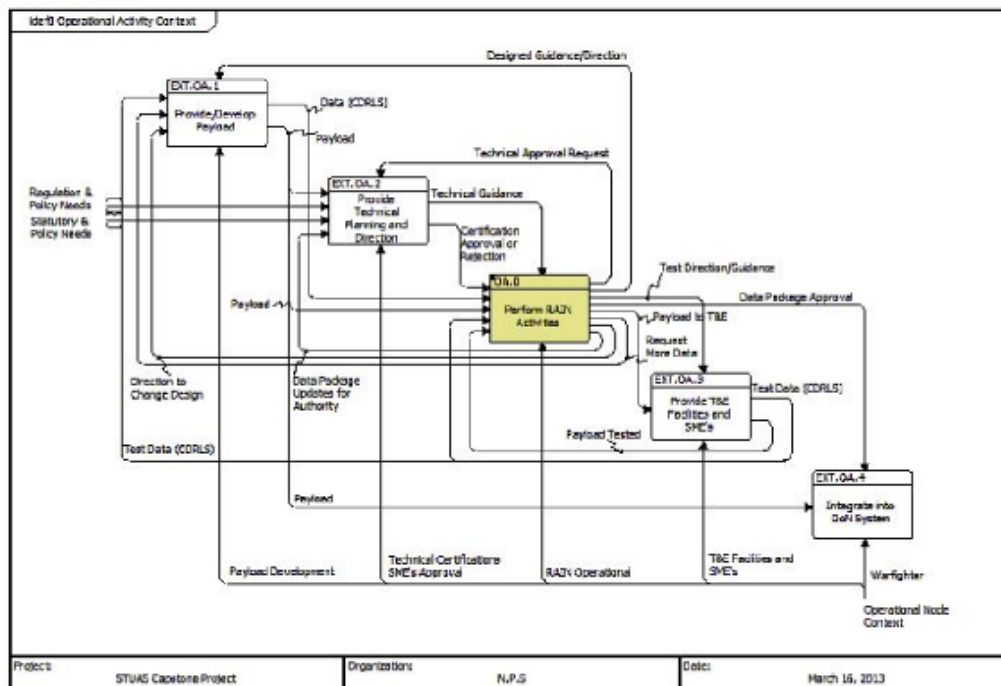 idef0 Operational Activity Context
Designed Guidance/Direction
EXT.OA.1
Provide/Develop
Payload
Data (CDRLS)
Payload
Technical Approval Request
EXT.OA.2
Provide
Technical
Planning and
Direction
Technical Guidance
Regulation &
Policy Needs
Statutory &
Policy Needs
Certification
Approval or
Rejection
OA.0
Perform RAIN
Activities
Test Direction/Guidance
Data Package Approval
Payload
Payload to T&E
Request
More Data
Direction to
Change Design
Data Package
Updates for
Authority
EXT.OA.3
Provide T&E
Facilities and
SME's
Test Data (CDRLS)
Payload Tested
Test Data (CDRLS)
EXT.OA.4
Integrate into
DoN System
Payload
Payload Development
Technical Certifications
SME's Approval
RAIN Operational
T&E Facilities and
SME's
Warfighter
Operational Node
Context
Project:
STUAS Capstone Project
Organization:
N.P.S
Date:
March 16, 2013